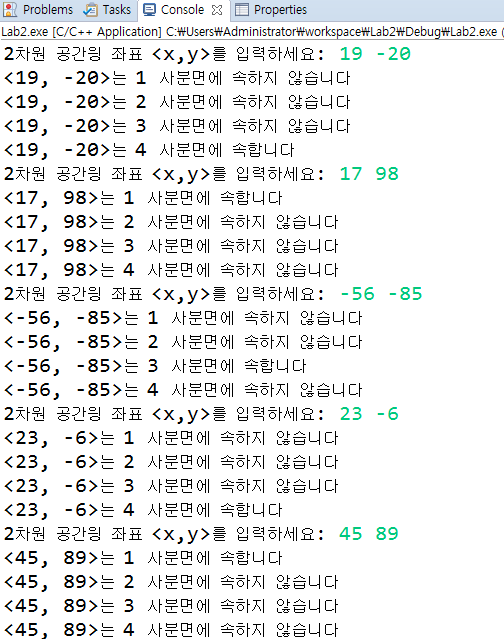 Problems Tasks Console Properties
Lab2.exe [C/C++ Application] C:₩Users₩Administrator₩workspace₩Lab2₩Debug₩Lab2.exe (
2차원 공간읭 좌표 <x,y>를 입력하세요: 19 -20
<19, -20>는 1 사분면에 속하지 않습니다
<19, -20>는 2 사분면에 속하지 않습니다
<19, -20>는 3 사분면에 속하지 않습니다
<19, -20>는 4 사분면에 속합니다
2차원 공간읭 좌표 <x,y>를 입력하세요: 17 98
<17, 98>는 1 사분면에 속합니다
<17, 98>는 2 사분면에 속하지 않습니다
<17, 98>는 3 사분면에 속하지 않습니다
<17, 98>는 4 사분면에 속하지 않습니다
2차원 공간읭 좌표 <x,y>를 입력하세요: -56 -85
<-56, -85>는 1 사분면에 속하지 않습니다
<-56, -85>는 2 사분면에 속하지 않습니다
<-56, -85>는 3 사분면에 속합니다
<-56, -85>는 4 사분면에 속하지 않습니다
2차원 공간읭 좌표 <x,y>를 입력하세요: 23 -6
<23, -6>는 1 사분면에 속하지 않습니다
<23, -6>는 2 사분면에 속하지 않습니다
<23, -6>는 3 사분면에 속하지 않습니다
<23, -6>는 4 사분면에 속합니다
2차원 공간읭 좌표 <x,y>를 입력하세요: 45 89
<45, 89>는 1 사분면에 속합니다
<45, 89>는 2 사분면에 속하지 않습니다
<45, 89>는 3 사분면에 속하지 않습니다
<45, 89>는 4 사분면에 속하지 않습니다